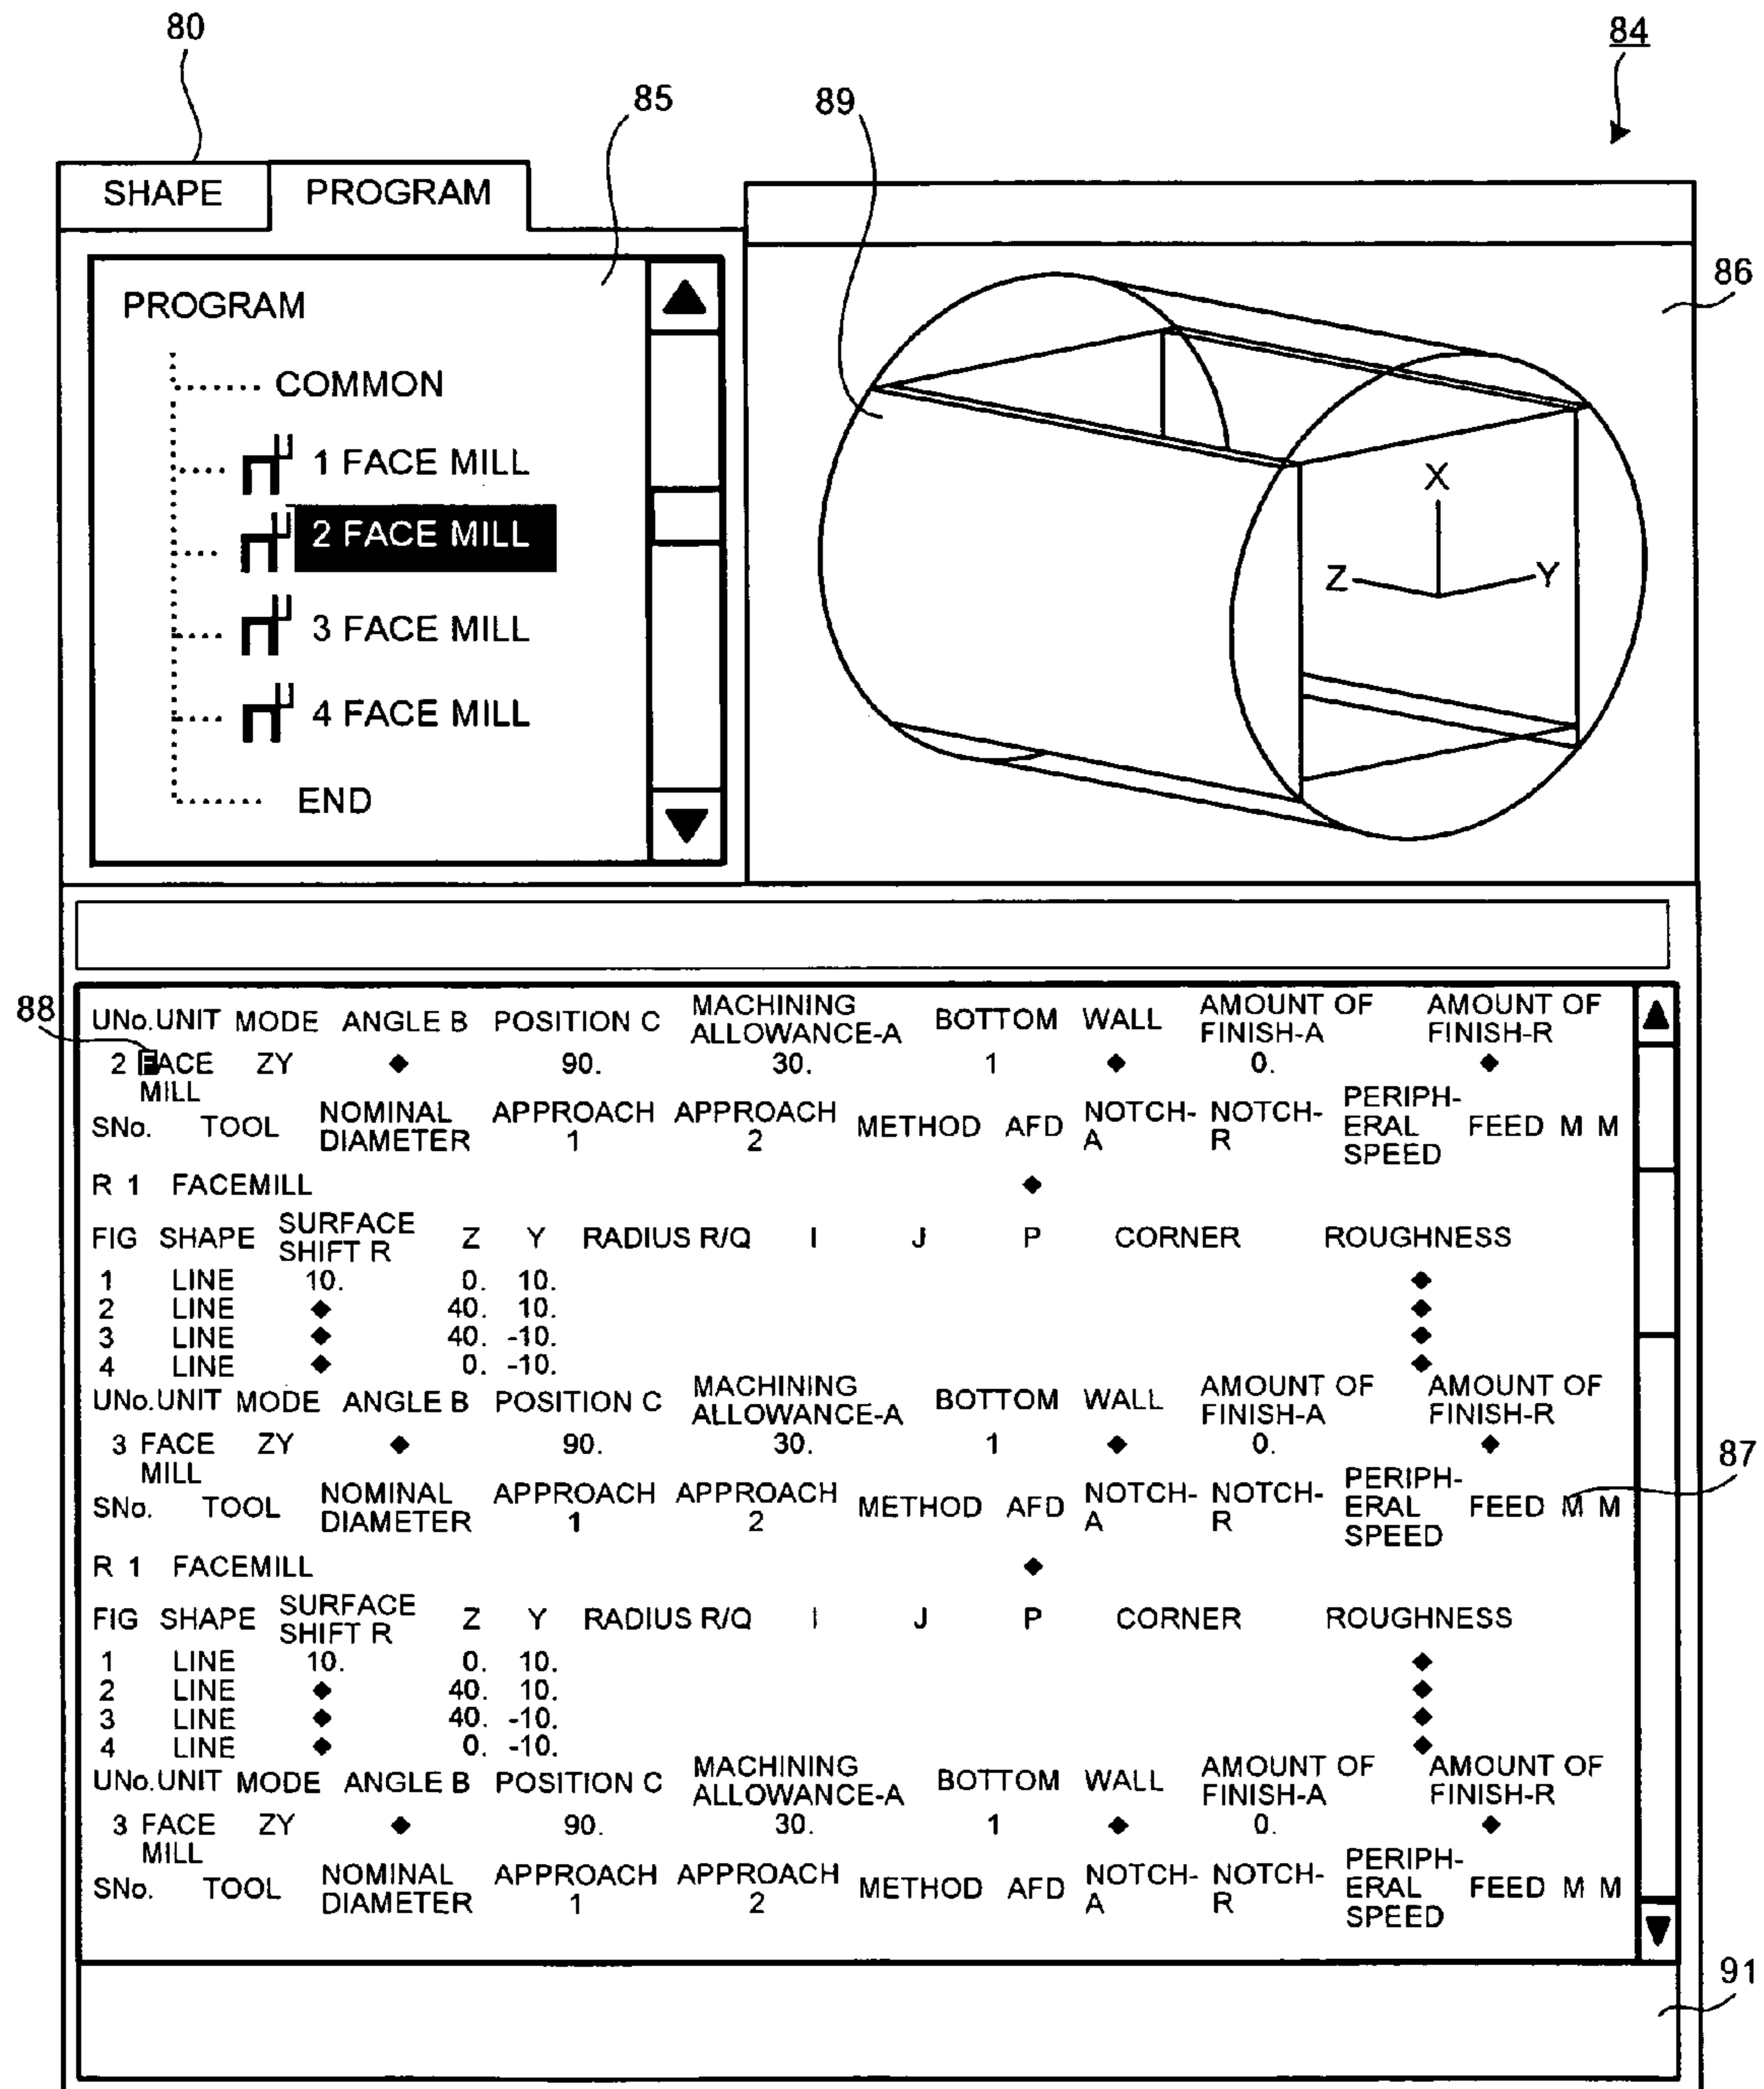 80
84
85
89
SHAPE PROGRAM
86
PROGRAM
COMMON
1 FACE MILL
2 FACE MILL
3 FACE MILL
4 FACE MILL
END
X
Z Y
88
UNo. UNIT MODE ANGLE B POSITION C MACHINING ALLOWANCE-A BOTTOM WALL AMOUNT OF FINISH-A AMOUNT OF FINISH-R
2 FACE MILL ZY ◆ 90. 30. 1 ◆ 0. ◆
SNo. TOOL NOMINAL DIAMETER APPROACH 1 APPROACH 2 METHOD AFD NOTCH-A NOTCH-R PERIPH-ERAL SPEED FEED M M
R 1 FACEMILL ◆
FIG SHAPE SURFACE SHIFT R Z Y RADIUS R/Q I J P CORNER ROUGHNESS
1 LINE 10. 0. 10. ◆
2 LINE ◆ 40. 10. ◆
3 LINE ◆ 40. -10. ◆
4 LINE ◆ 0. -10. ◆
UNo. UNIT MODE ANGLE B POSITION C MACHINING ALLOWANCE-A BOTTOM WALL AMOUNT OF FINISH-A AMOUNT OF FINISH-R
3 FACE MILL ZY ◆ 90. 30. 1 ◆ 0. ◆
87
SNo. TOOL NOMINAL DIAMETER APPROACH 1 APPROACH 2 METHOD AFD NOTCH-A NOTCH-R PERIPH-ERAL SPEED FEED M M
R 1 FACEMILL ◆
FIG SHAPE SURFACE SHIFT R Z Y RADIUS R/Q I J P CORNER ROUGHNESS
1 LINE 10. 0. 10. ◆
2 LINE ◆ 40. 10. ◆
3 LINE ◆ 40. -10. ◆
4 LINE ◆ 0. -10. ◆
UNo. UNIT MODE ANGLE B POSITION C MACHINING ALLOWANCE-A BOTTOM WALL AMOUNT OF FINISH-A AMOUNT OF FINISH-R
3 FACE MILL ZY ◆ 90. 30. 1 ◆ 0. ◆
SNo. TOOL NOMINAL DIAMETER APPROACH 1 APPROACH 2 METHOD AFD NOTCH-A NOTCH-R PERIPH-ERAL SPEED FEED M M
91